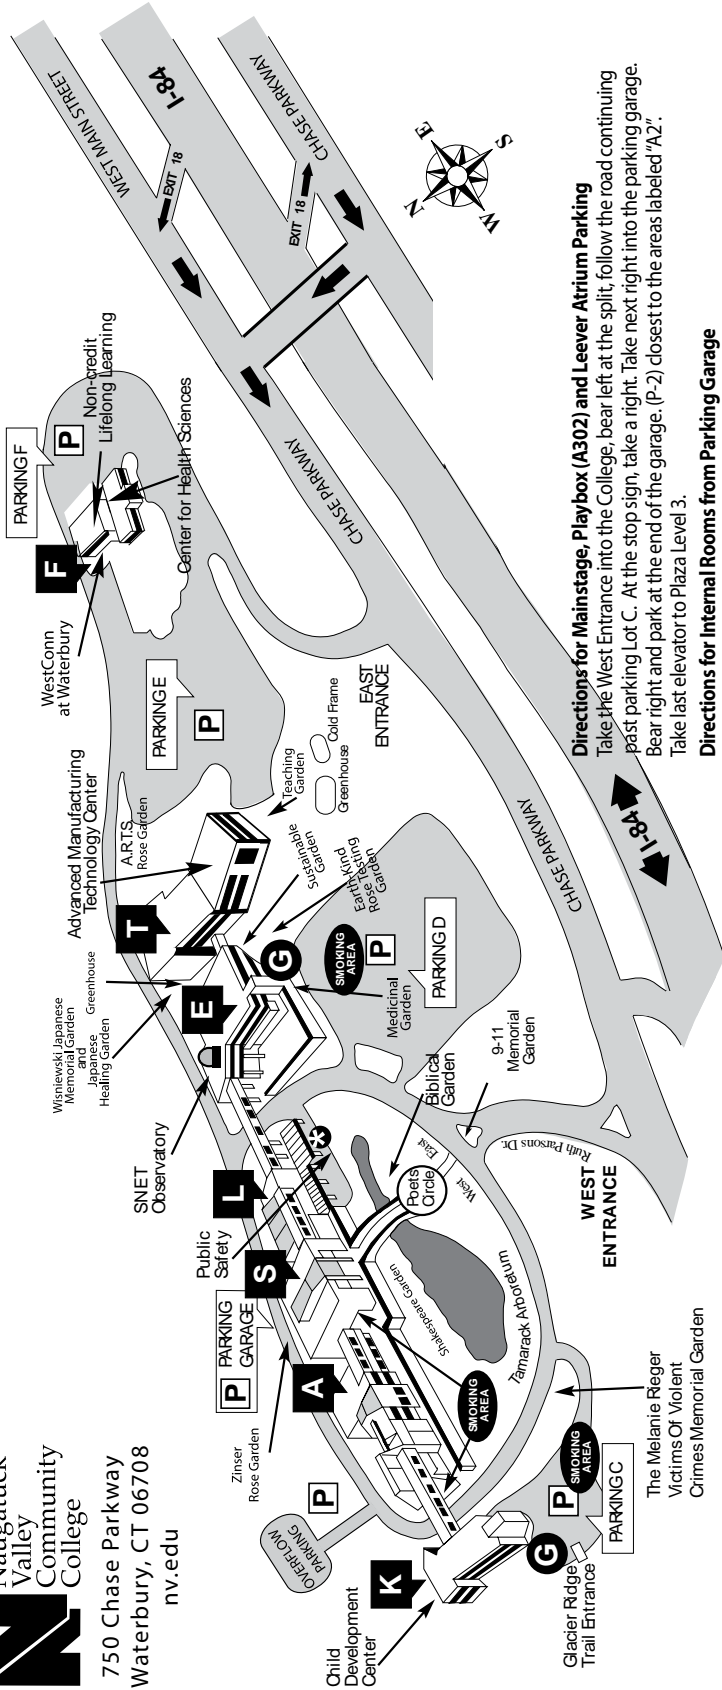 Naugatuck
Valley
Community
College
750 Chase Parkway
Waterbury, CT 06708
nv.edu
WEST MAIN STREET
I-84
CHASE PARKWAY
EXIT 18
EXIT 18
N
E
S
W
PARKING F
P
Non-credit
Lifelong Learning
Center for Health Sciences
F
WestConn
at Waterbury
CHASE PARKWAY
PARKING E
P
EAST
ENTRANCE
Cold Frame
Greenhouse
Teaching
Garden
Advanced Manufacturing
Technology Center
A.R.T.S.
Rose Garden
T
Sustainable
Garden
EarthKind
Rose Testing
Garden
G
SMOKING
AREA
P
PARKING D
Medicinal
Garden
E
Greenhouse
Wisniewski Japanese
Memorial Garden
and
Japanese
Healing Garden
SNET
Observatory
CHASE PARKWAY
I-84
9-11
Memorial
Garden
Biblical
Garden
East
West
Poets
Circle
Ruth Parsons Dr.
WEST
ENTRANCE
*
L
Public
Safety
S
P
PARKING
GARAGE
A
Zinser
Rose Garden
Shakespeare Garden
Tamarack Arboretum
SMOKING
AREA
P
OVERFLOW
PARKING
K
Child
Development
Center
G
Glacier Ridge
Trail Entrance
P
SMOKING
AREA
PARKING C
The Melanie Rieger
Victims Of Violent
Crimes Memorial Garden
Directions for Mainstage, Playbox (A302) and Leever Atrium Parking
Take the West Entrance into the College, bear left at the split, follow the road continuing
past parking Lot C. At the stop sign, take a right. Take next right into the parking garage.
Bear right and park at the end of the garage. (P-2) closest to the areas labeled "A2".
Take last elevator to Plaza Level 3.
Directions for Internal Rooms from Parking Garage